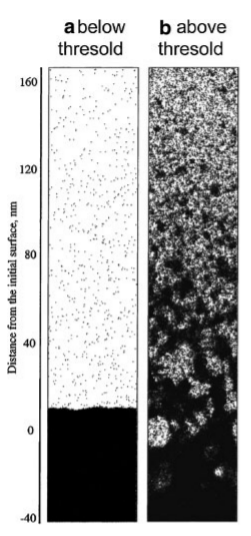 a below
thresold
b above
thresold
160
120
80
40
0
-40
Distance from the initial surface, nm